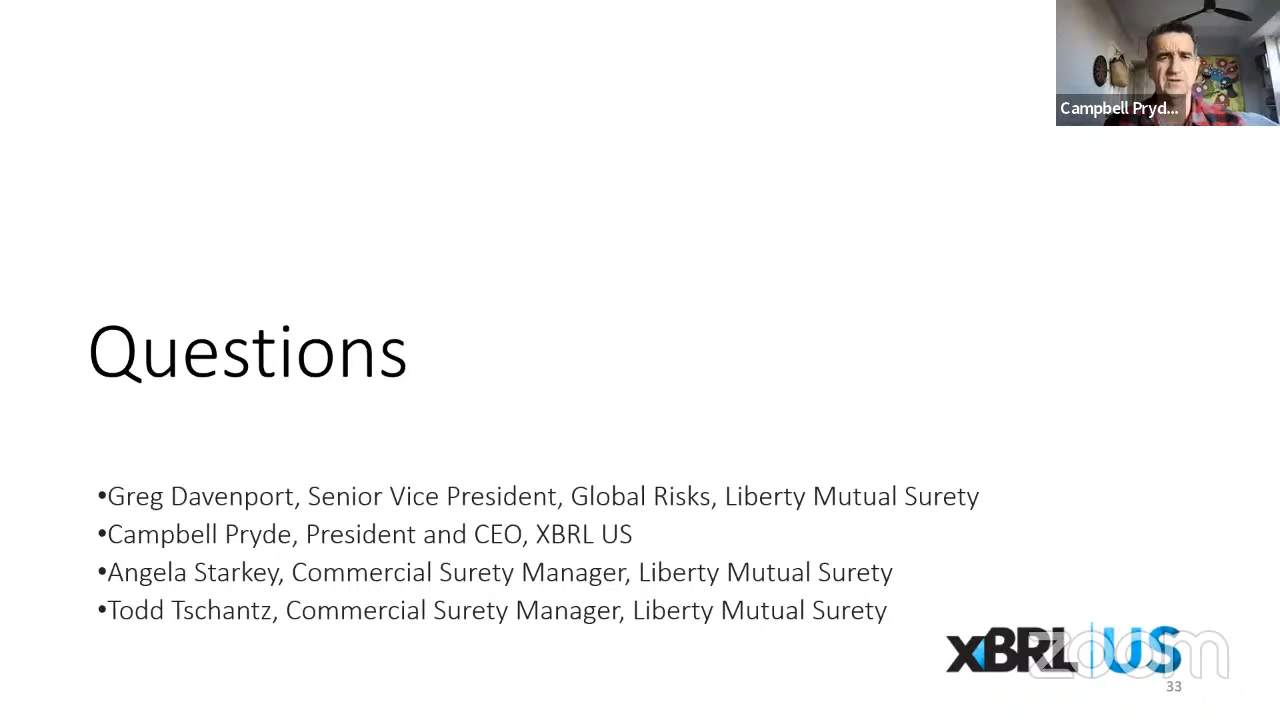 Campbell Pryd...
Questions
•Greg Davenport, Senior Vice President, Global Risks, Liberty Mutual Surety
•Campbell Pryde, President and CEO, XBRL US
•Angela Starkey, Commercial Surety Manager, Liberty Mutual Surety
•Todd Tschantz, Commercial Surety Manager, Liberty Mutual Surety
XBRL US
zoom
33